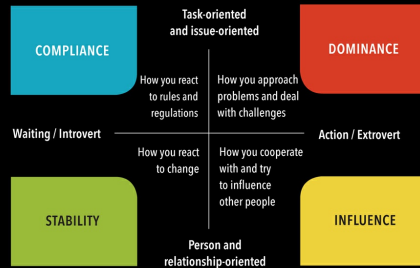 Task-oriented
and issue-oriented
COMPLIANCE
DOMINANCE
How you react
to rules and
regulations
How you approach
problems and deal
with challenges
Waiting / Introvert
Action / Extrovert
How you react
to change
How you cooperate
with and try
to influence
other people
STABILITY
INFLUENCE
Person and
relationship-oriented